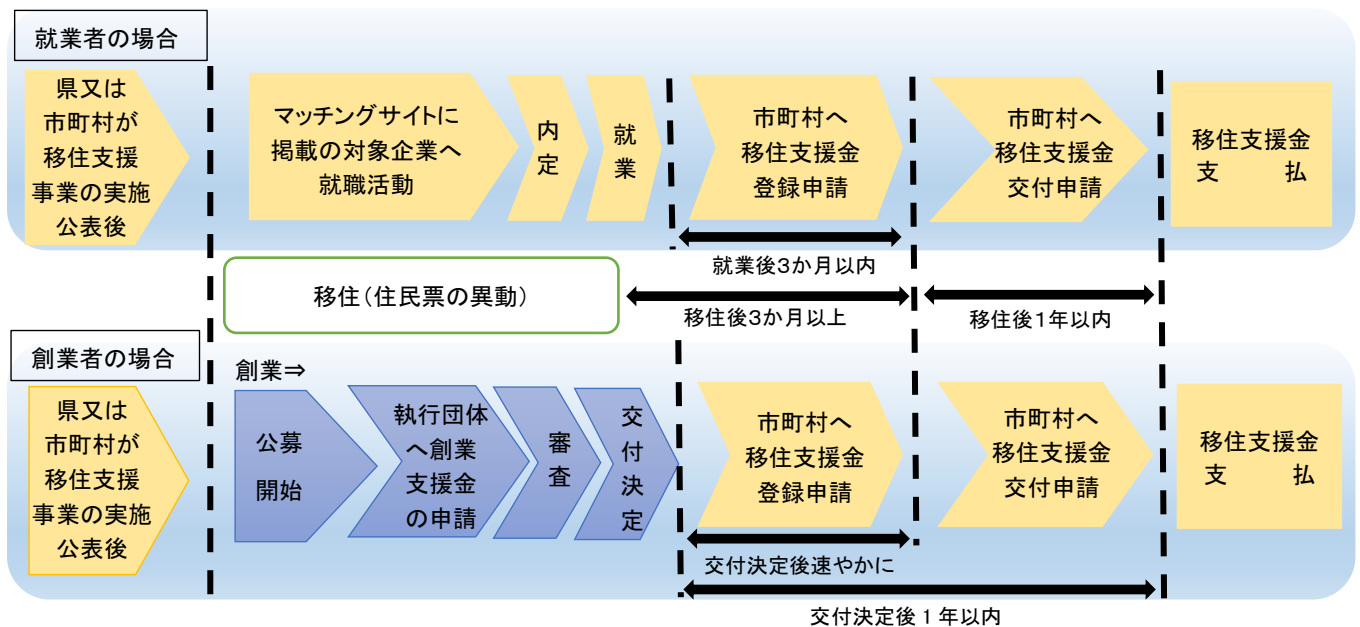 就業者の場合
県又は
市町村が
移住支援
事業の実施
公表後
マッチングサイトに
掲載の対象企業へ
就職活動
内
定
就
業
市町村へ
移住支援金
登録申請
市町村へ
移住支援金
交付申請
移住支援金
支 払
就業後3か月以内
移住(住民票の異動)
移住後3か月以上
移住後1年以内
創業者の場合
県又は
市町村が
移住支援
事業の実施
公表後
創業⇒
公募
開始
執行団体
へ創業
支援金
の申請
審
査
交
付
決
定
市町村へ
移住支援金
登録申請
市町村へ
移住支援金
交付申請
移住支援金
支 払
交付決定後速やかに
交付決定後1年以内